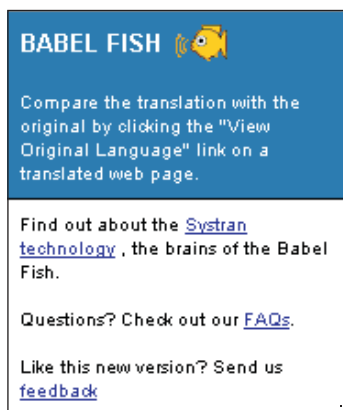 BABEL FISH
Compare the translation with the
original by clicking the "View
Original Language" link on a
translated web page.
Find out about the Systran
technology , the brains of the Babel
Fish.
Questions? Check out our FAQs.
Like this new version? Send us
feedback